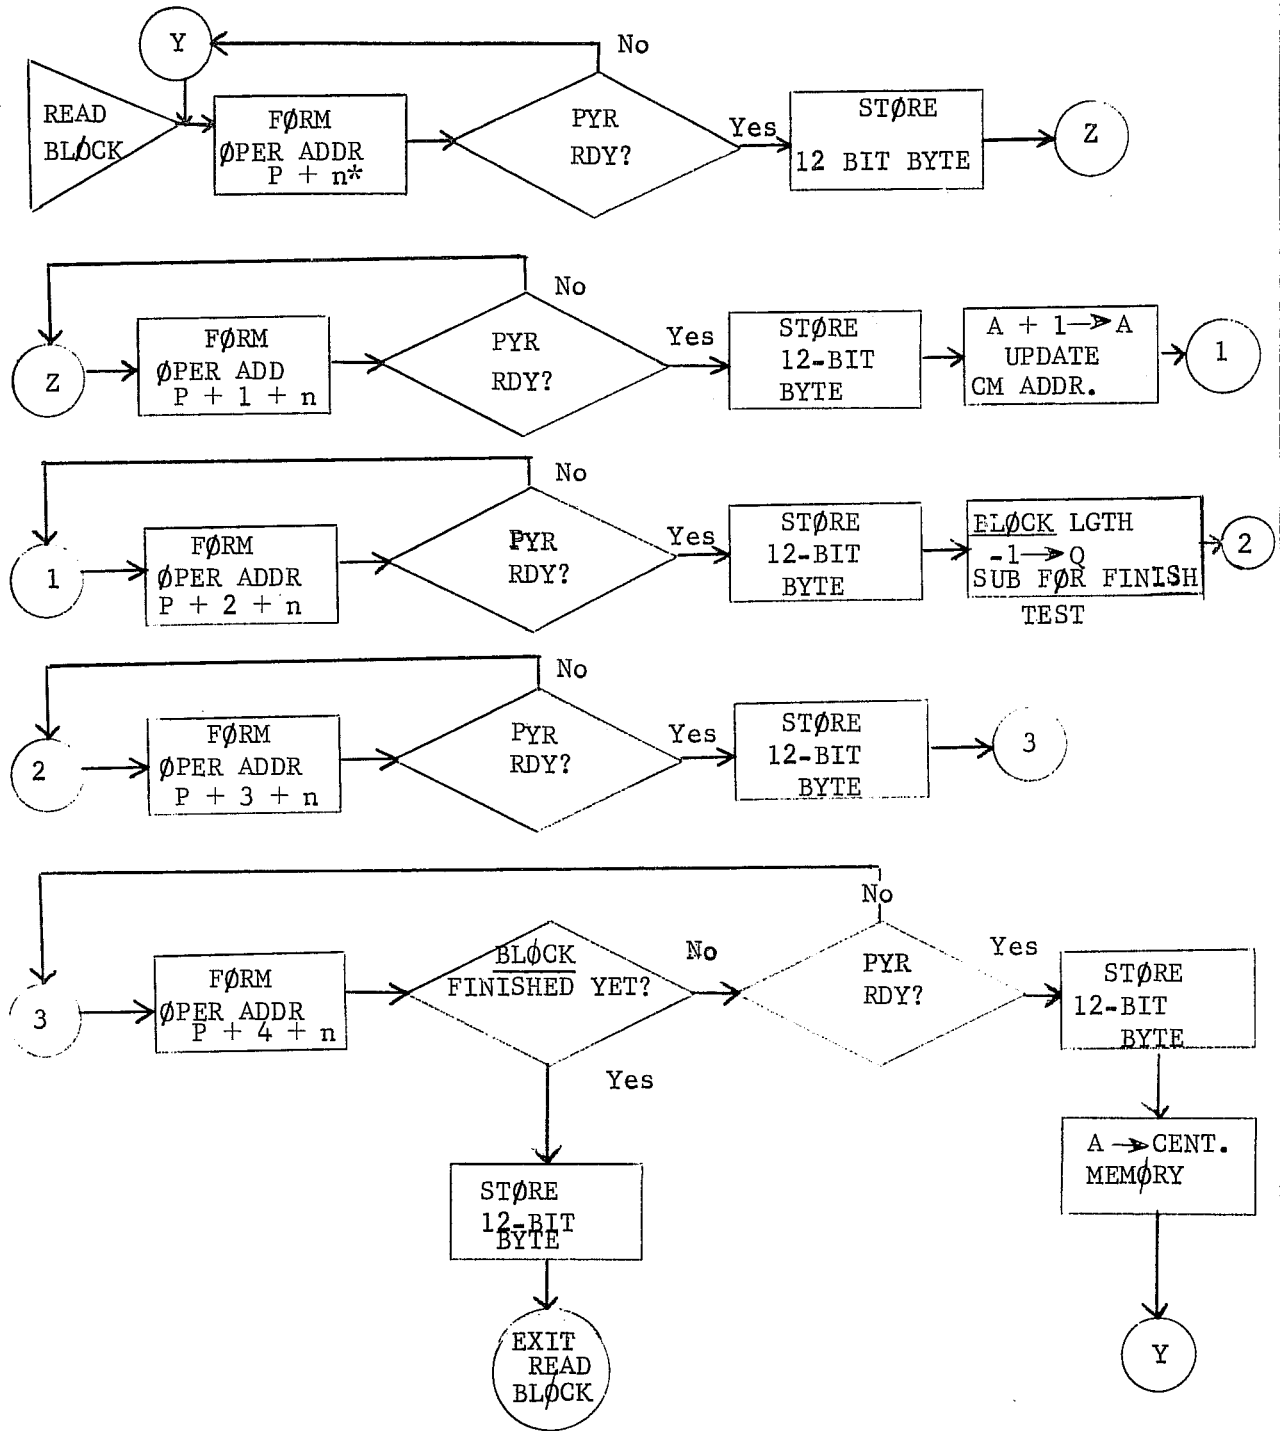 Y
No
READ
BLØCK
FØRM
ØPER ADDR
P + n*
PYR
RDY?
Yes
STØRE
12 BIT BYTE
Z
No
Z
FØRM
ØPER ADD
P + 1 + n
PYR
RDY?
Yes
STØRE
12-BIT
BYTE
A + 1→A
UPDATE
CM ADDR.
1
No
1
FØRM
ØPER ADDR
P + 2 + n
PYR
RDY?
Yes
STØRE
12-BIT
BYTE
BLØCK LGTH
-1→Q
SUB FØR FINISH
TEST
2
No
2
FØRM
ØPER ADDR
P + 3 + n
PYR
RDY?
Yes
STØRE
12-BIT
BYTE
3
No
3
FØRM
ØPER ADDR
P + 4 + n
BLØCK
FINISHED YET?
No
PYR
RDY?
Yes
STØRE
12-BIT
BYTE
Yes
STØRE
12-BIT
BYTE
A→CENT.
MEMØRY
EXIT
READ
BLØCK
Y